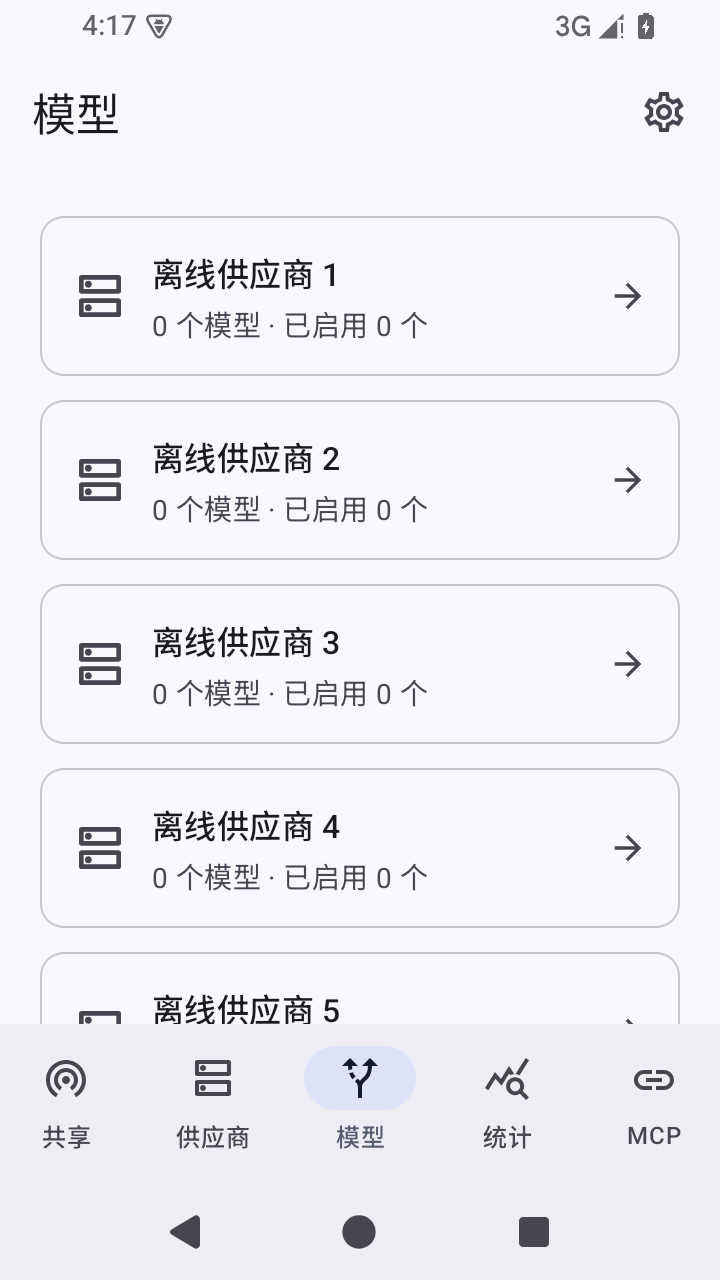 4:17
3G
模型
离线供应商 1
0 个模型 · 已启用 0 个
离线供应商 2
0 个模型 · 已启用 0 个
离线供应商 3
0 个模型 · 已启用 0 个
离线供应商 4
0 个模型 · 已启用 0 个
离线供应商 5
共享
供应商
模型
统计
MCP